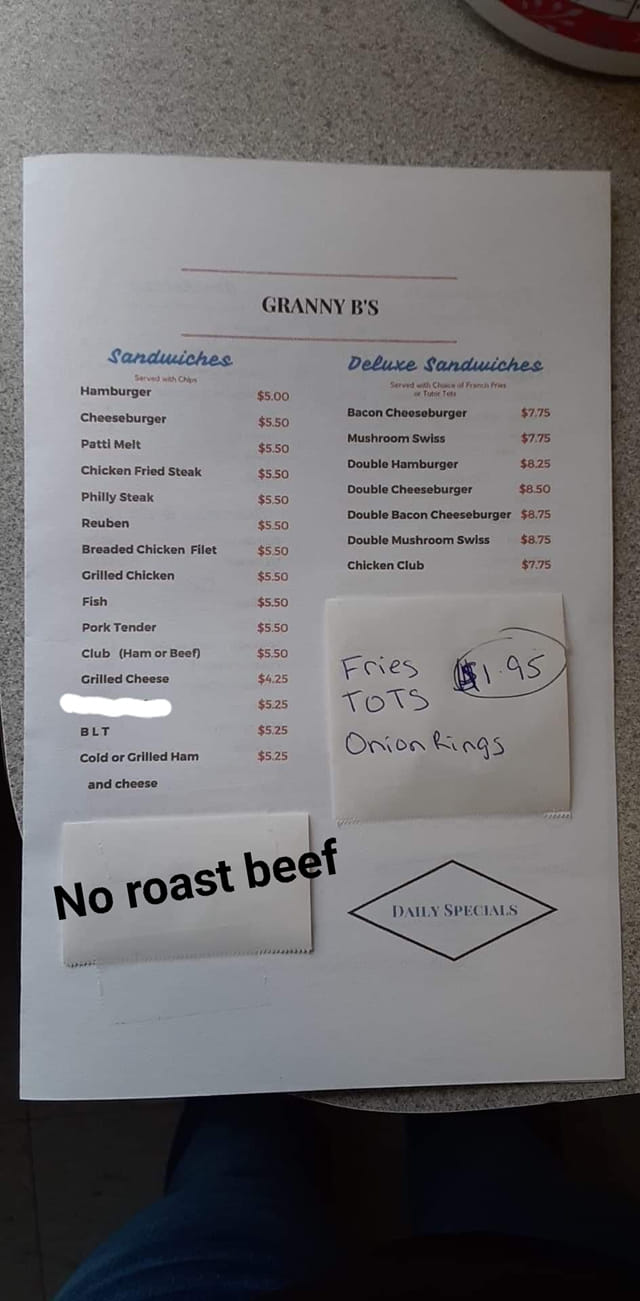 GRANNY B'S
Sandwiches
Served with Chips
Hamburger $5.00
Cheeseburger $5.50
Patti Melt $5.50
Chicken Fried Steak $5.50
Philly Steak $5.50
Reuben $5.50
Breaded Chicken Filet $5.50
Grilled Chicken $5.50
Fish $5.50
Pork Tender $5.50
Club (Ham or Beef) $5.50
Grilled Cheese $4.25
$5.25
BLT $5.25
Cold or Grilled Ham $5.25
and cheese
No roast beef
Deluxe Sandwiches
Served with Choice of French Fries
or Tater Tots
Bacon Cheeseburger $7.75
Mushroom Swiss $7.75
Double Hamburger $8.25
Double Cheeseburger $8.50
Double Bacon Cheeseburger $8.75
Double Mushroom Swiss $8.75
Chicken Club $7.75
Fries $1.95
TOTS
Onion Rings
DAILY SPECIALS